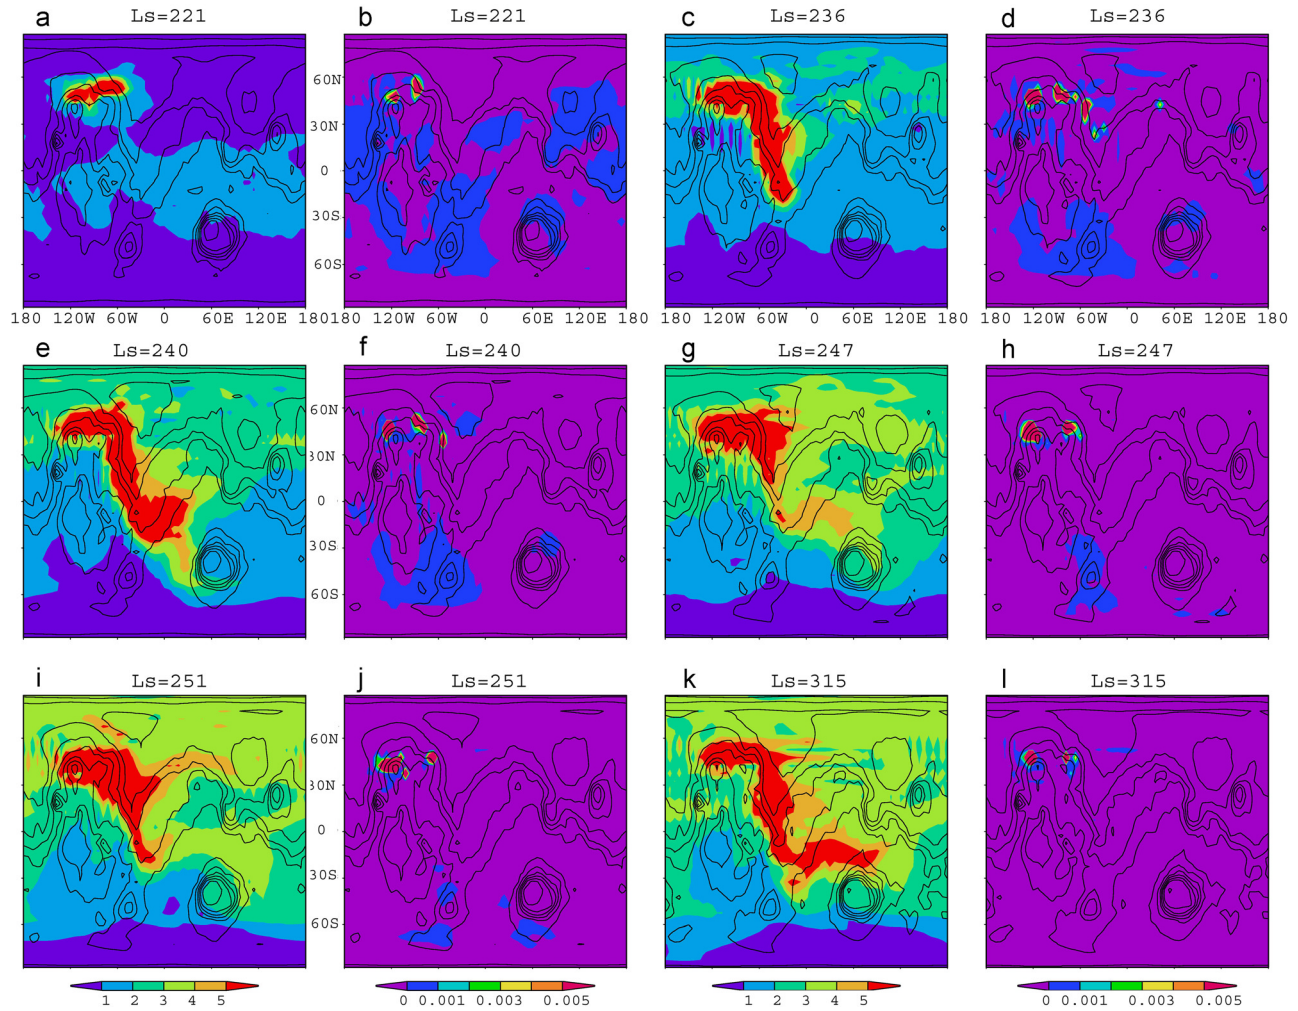 a Ls=221 b Ls=221 c Ls=236 d Ls=236
60N
30N
0
30S
60S
180 120W 60W 0 60E 120E 180 120W 60W 0 60E 120E 180 120W 60W 0 60E 120E 180 120W 60W 0 60E 120E 180
e Ls=240 f Ls=240 g Ls=247 h Ls=247
60N
30N
0
30S
60S
i Ls=251 j Ls=251 k Ls=315 l Ls=315
60N
30N
0
30S
60S
1 2 3 4 5 0 0.001 0.003 0.005 1 2 3 4 5 0 0.001 0.003 0.005